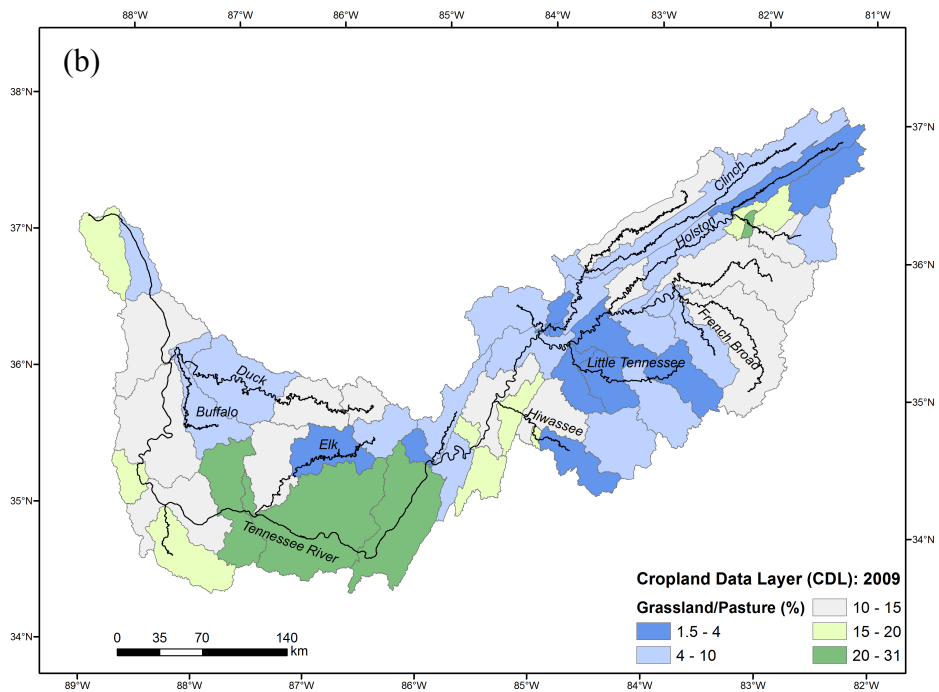 88°W 87°W 86°W 85°W 84°W 83°W 82°W 81°W
(b)
38°N
37°N
37°N
Clinch
Holston
36°N
French Broad
36°N
Little Tennessee
Duck
Buffalo
35°N
Hiwassee
Elk
35°N
Tennessee River
34°N
34°N
Cropland Data Layer (CDL): 2009
Grassland/Pasture (%)
1.5 - 4
4 - 10
10 - 15
15 - 20
20 - 31
0 35 70 140
km
89°W 88°W 87°W 86°W 85°W 84°W 83°W 82°W